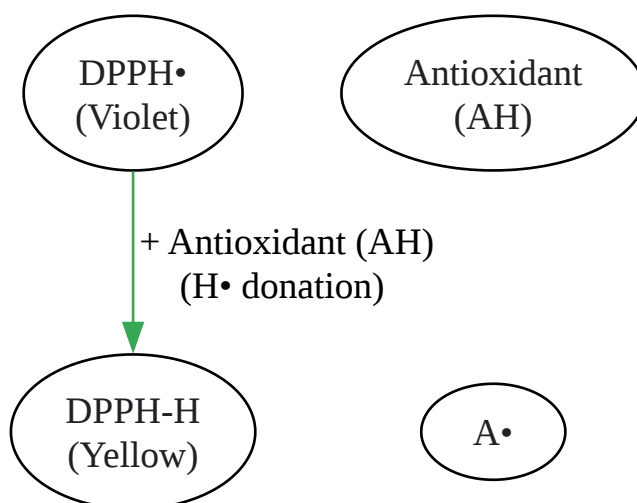 DPPH•
(Violet)
Antioxidant
(AH)
+ Antioxidant (AH)
(H• donation)
DPPH-H
(Yellow)
A•